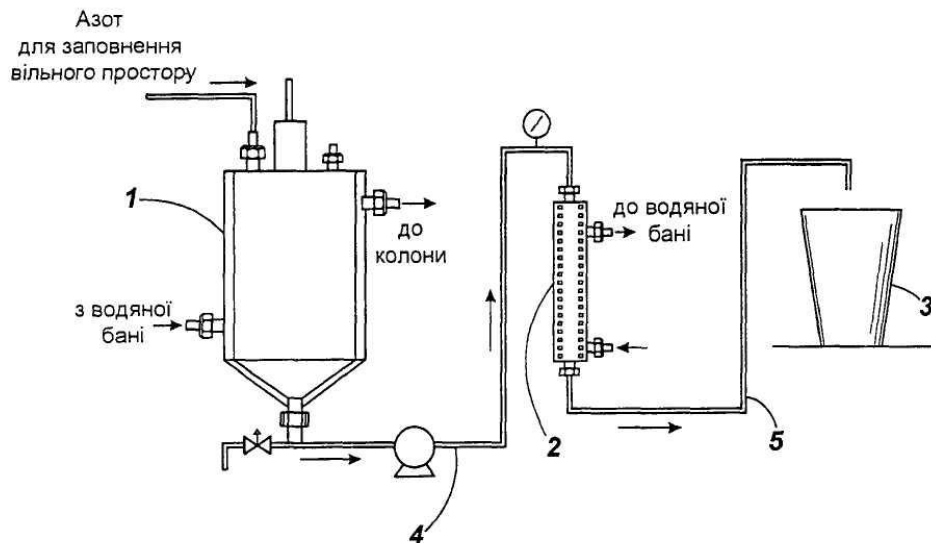 Азот
для заповнення
вільного простору
1
до
колони
з водяної
бані
до водяної
бані
2
3
4
5